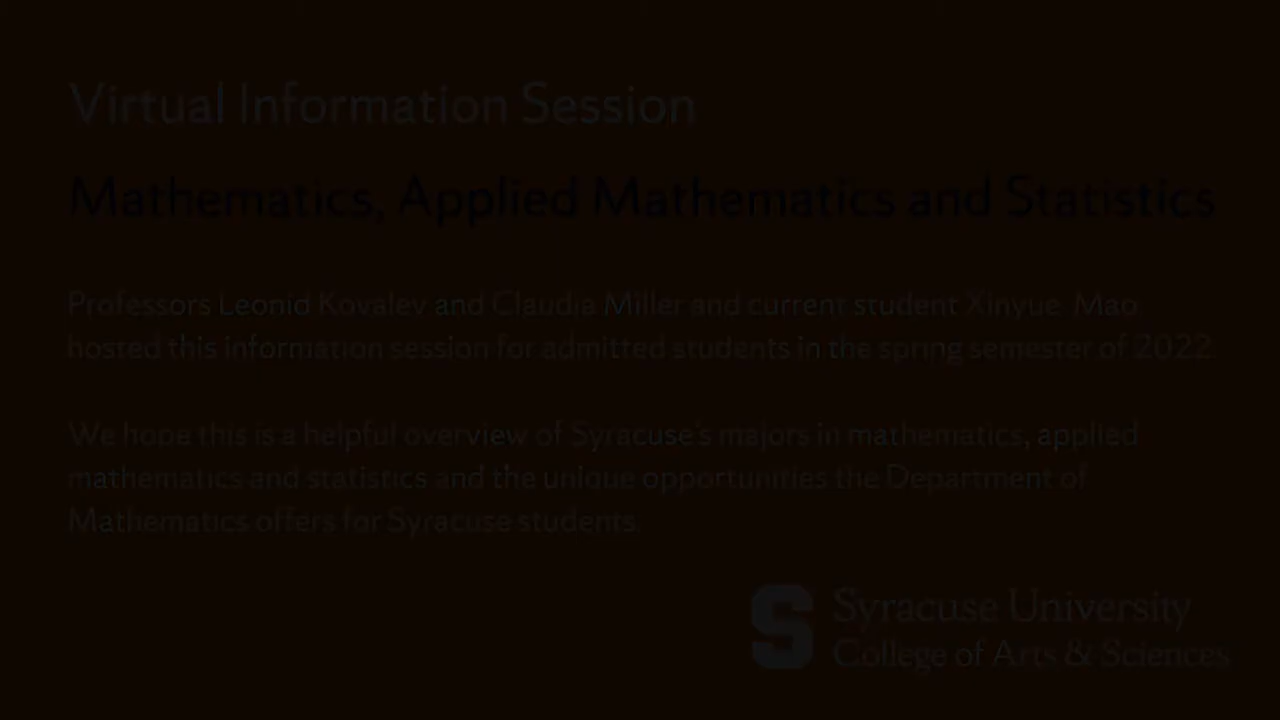 Virtual Information Session
Mathematics, Applied Mathematics and Statistics
Professors Leonid Kovalev and Claudia Miller and current student Xinyue Mao
hosted this information session for admitted students in the spring semester of 2022.
We hope this is a helpful overview of Syracuse's majors in mathematics, applied
mathematics and statistics and the unique opportunities the Department of
Mathematics offers for Syracuse students.
S Syracuse University
College of Arts & Sciences